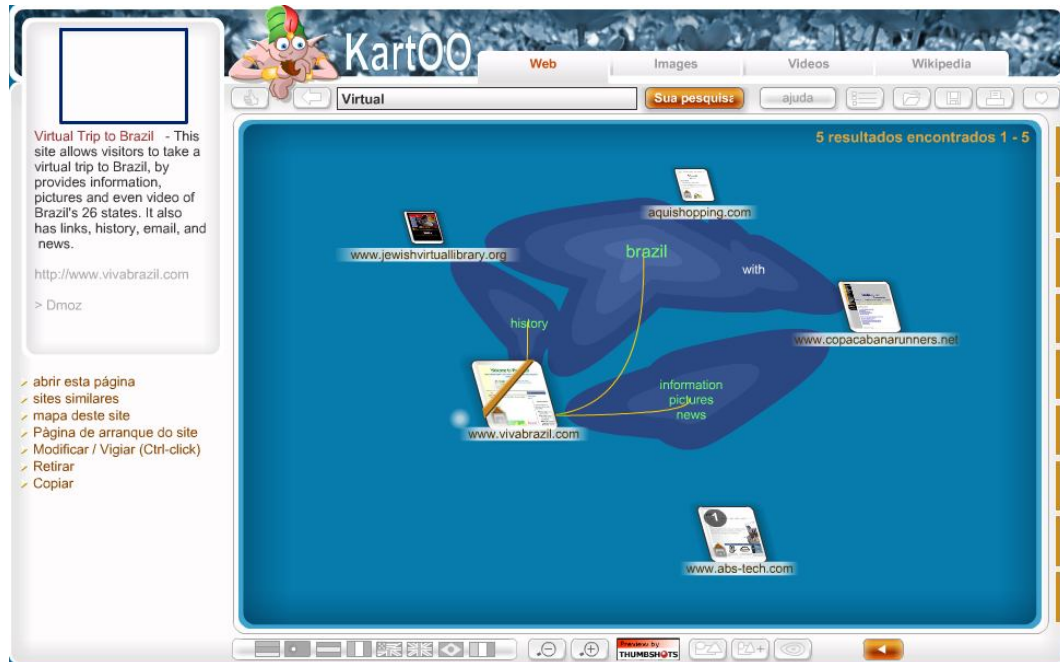 KartOO
Web
Images
Videos
Wikipedia
Virtual
Sua pesquisa
ajuda
Virtual Trip to Brazil - This
site allows visitors to take a
virtual trip to Brazil, by
provides information,
pictures and even video of
Brazil's 26 states. It also
has links, history, email, and
news.
http://www.vivabrazil.com
> Dmoz
abrir esta página
sites similares
mapa deste site
Pàgina de arranque do site
Modificar / Vigiar (Ctrl-click)
Retirar
Copiar
5 resultados encontrados 1 - 5
aquishopping.com
www.jewishvirtuallibrary.org
brazil
with
www.copacabanarunners.net
history
information
pictures
news
www.vivabrazil.com
1
www.abs-tech.com
Preview by
THUMBSHOTS